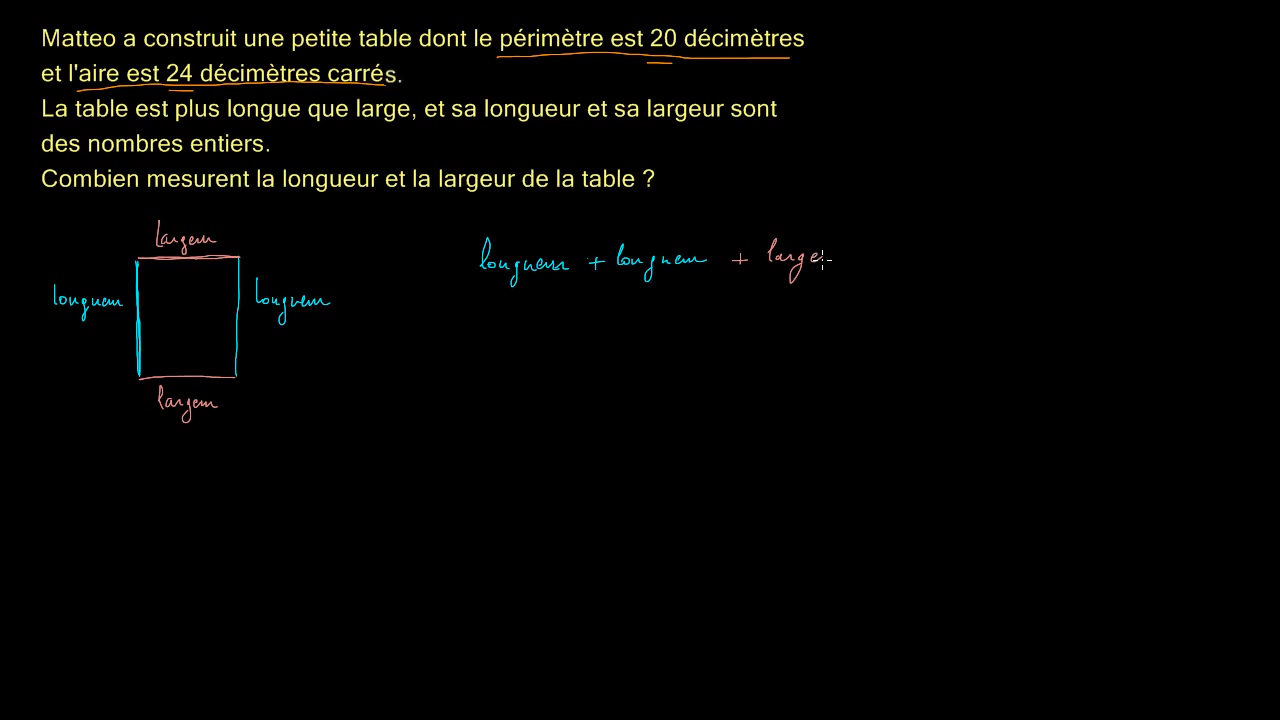 Matteo a construit une petite table dont le périmètre est 20 décimètres
et l'aire est 24 décimètres carrés.
La table est plus longue que large, et sa longueur et sa largeur sont
des nombres entiers.
Combien mesurent la longueur et la largeur de la table ?
largeur
longueur + longueur + large
longueur longueur
largeur